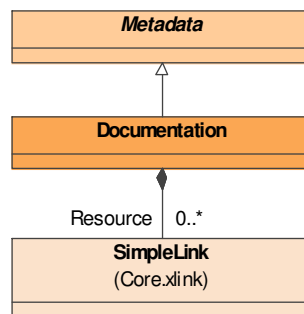 Metadata
Documentation
Resource 0..*
SimpleLink
(Core.xlink)